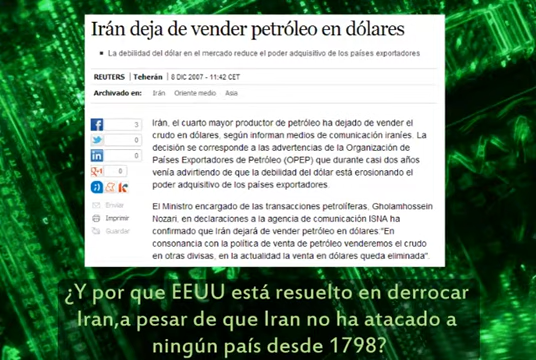 Irán deja de vender petróleo en dólares
La debilidad del dólar en el mercado reduce el poder adquisitivo de los países exportadores
REUTERS | Teherán | 8 DIC 2007 - 11:42 CET
Archivado en: Irán Oriente medio Asia
Irán, el cuarto mayor productor de petróleo ha dejado de vender el
crudo en dólares, según informan medios de comunicación iraníes. La
decisión se corresponde a las advertencias de la Organización de
Países Exportadores de Petróleo (OPEP) que durante casi dos años
venía advirtiendo de que la debilidad del dólar está erosionando el
poder adquisitivo de los países exportadores.
3
0
0
0
Enviar
Imprimir
Guardar
El Ministro encargado de las transacciones petrolíferas, Gholamhossein
Nozari, en declaraciones a la agencia de comunicación ISNA ha
confirmado que Irán dejará de vender petróleo en dólares."En
consonancia con la política de venta de petróleo venderemos el crudo
en otras divisas, en la actualidad la venta en dólares queda eliminada".
¿Y por que EEUU está resuelto en derrocar
Iran,a pesar de que Iran no ha atacado a
ningún país desde 1798?